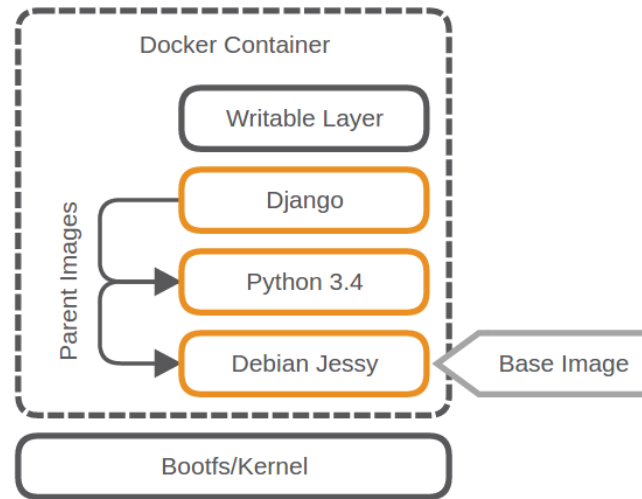 Docker Container
Writable Layer
Django
Parent Images
Python 3.4
Debian Jessy
Base Image
Bootfs/Kernel